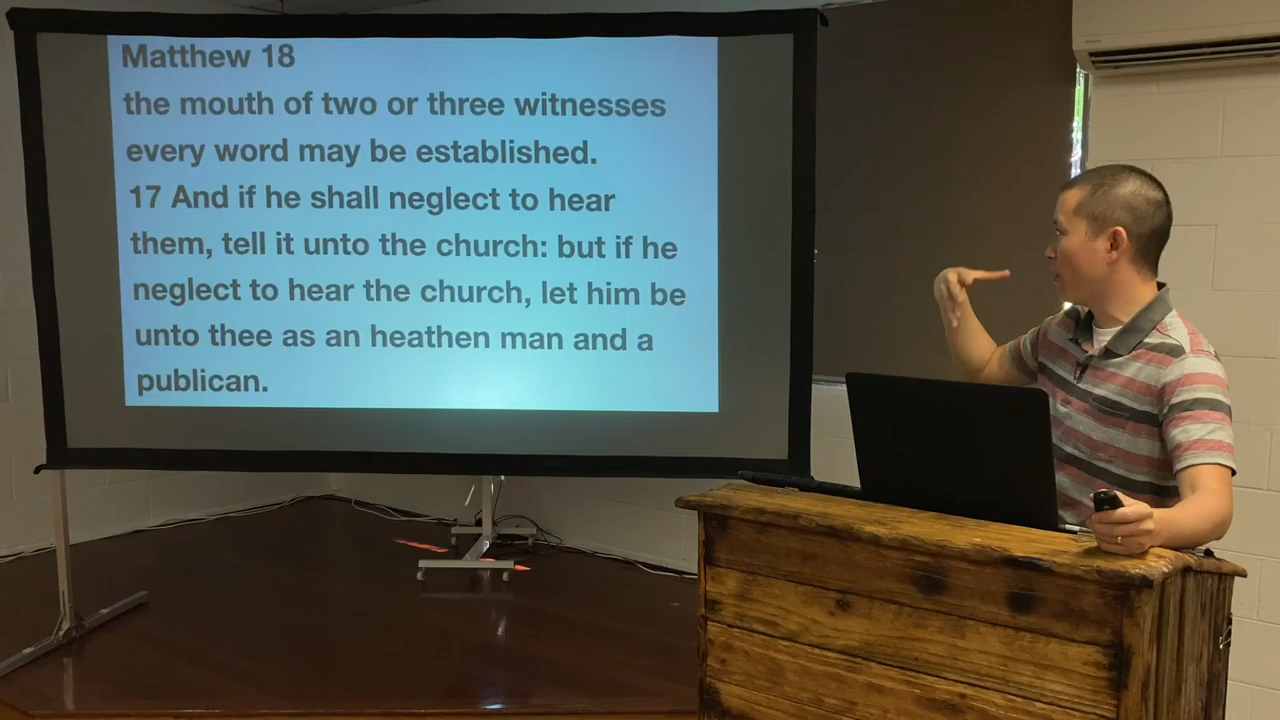 Matthew 18
the mouth of two or three witnesses
every word may be established.
17 And if he shall neglect to hear
them, tell it unto the church: but if he
neglect to hear the church, let him be
unto thee as an heathen man and a
publican.